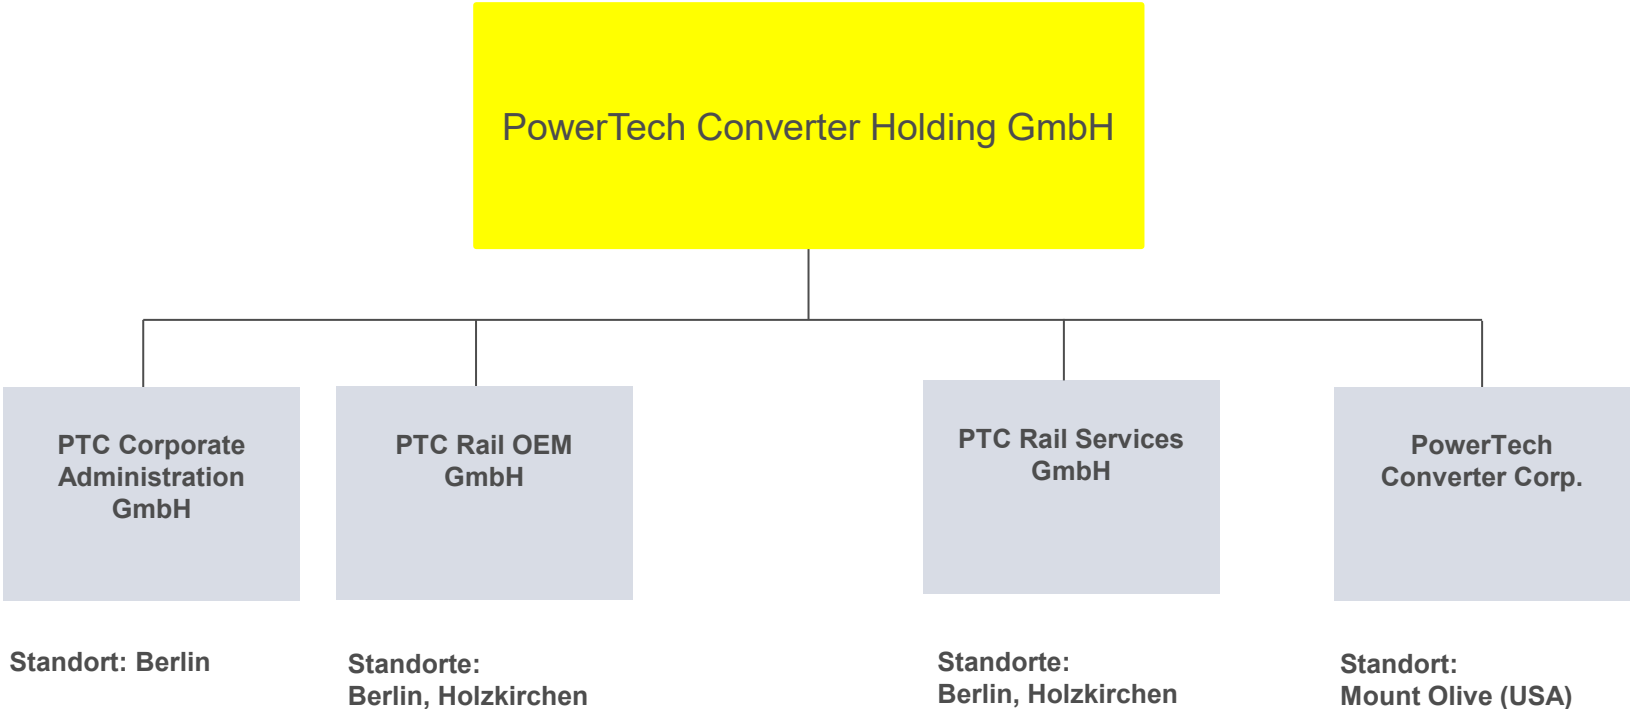 PowerTech Converter Holding GmbH
PTC Corporate
Administration
GmbH
PTC Rail OEM
GmbH
PTC Rail Services
GmbH
PowerTech
Converter Corp.
Standort: Berlin
Standorte:
Berlin, Holzkirchen
Standorte:
Berlin, Holzkirchen
Standort:
Mount Olive (USA)